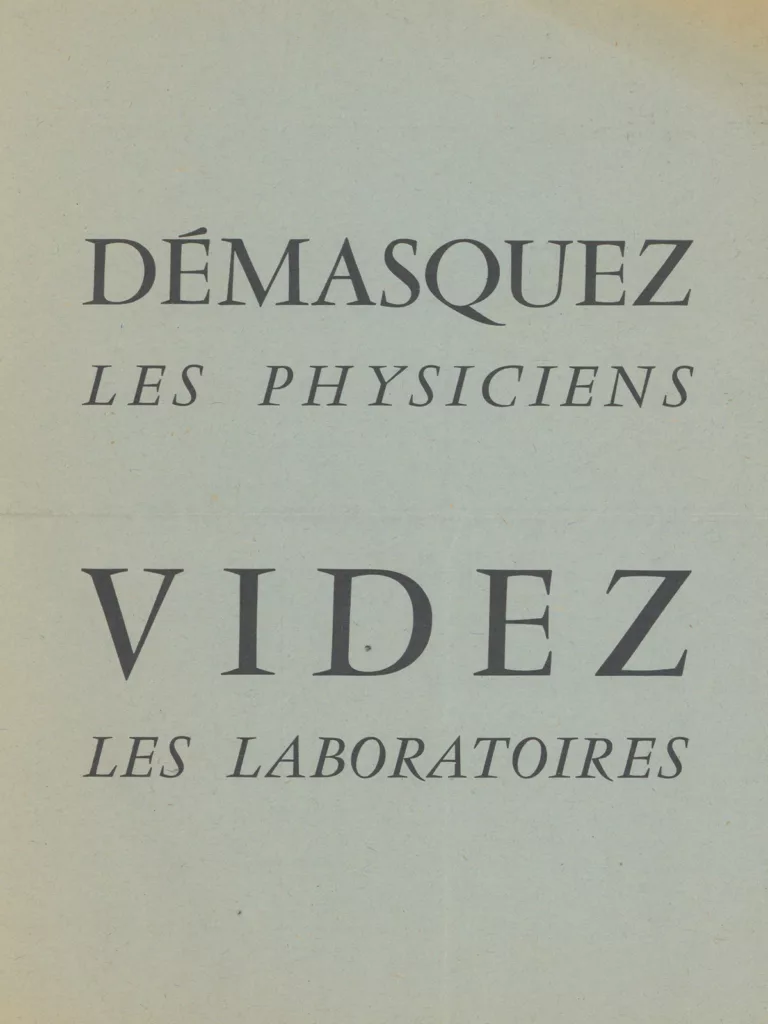 DÉMASQUEZ
LES PHYSICIENS
VIDEZ
LES LABORATOIRES